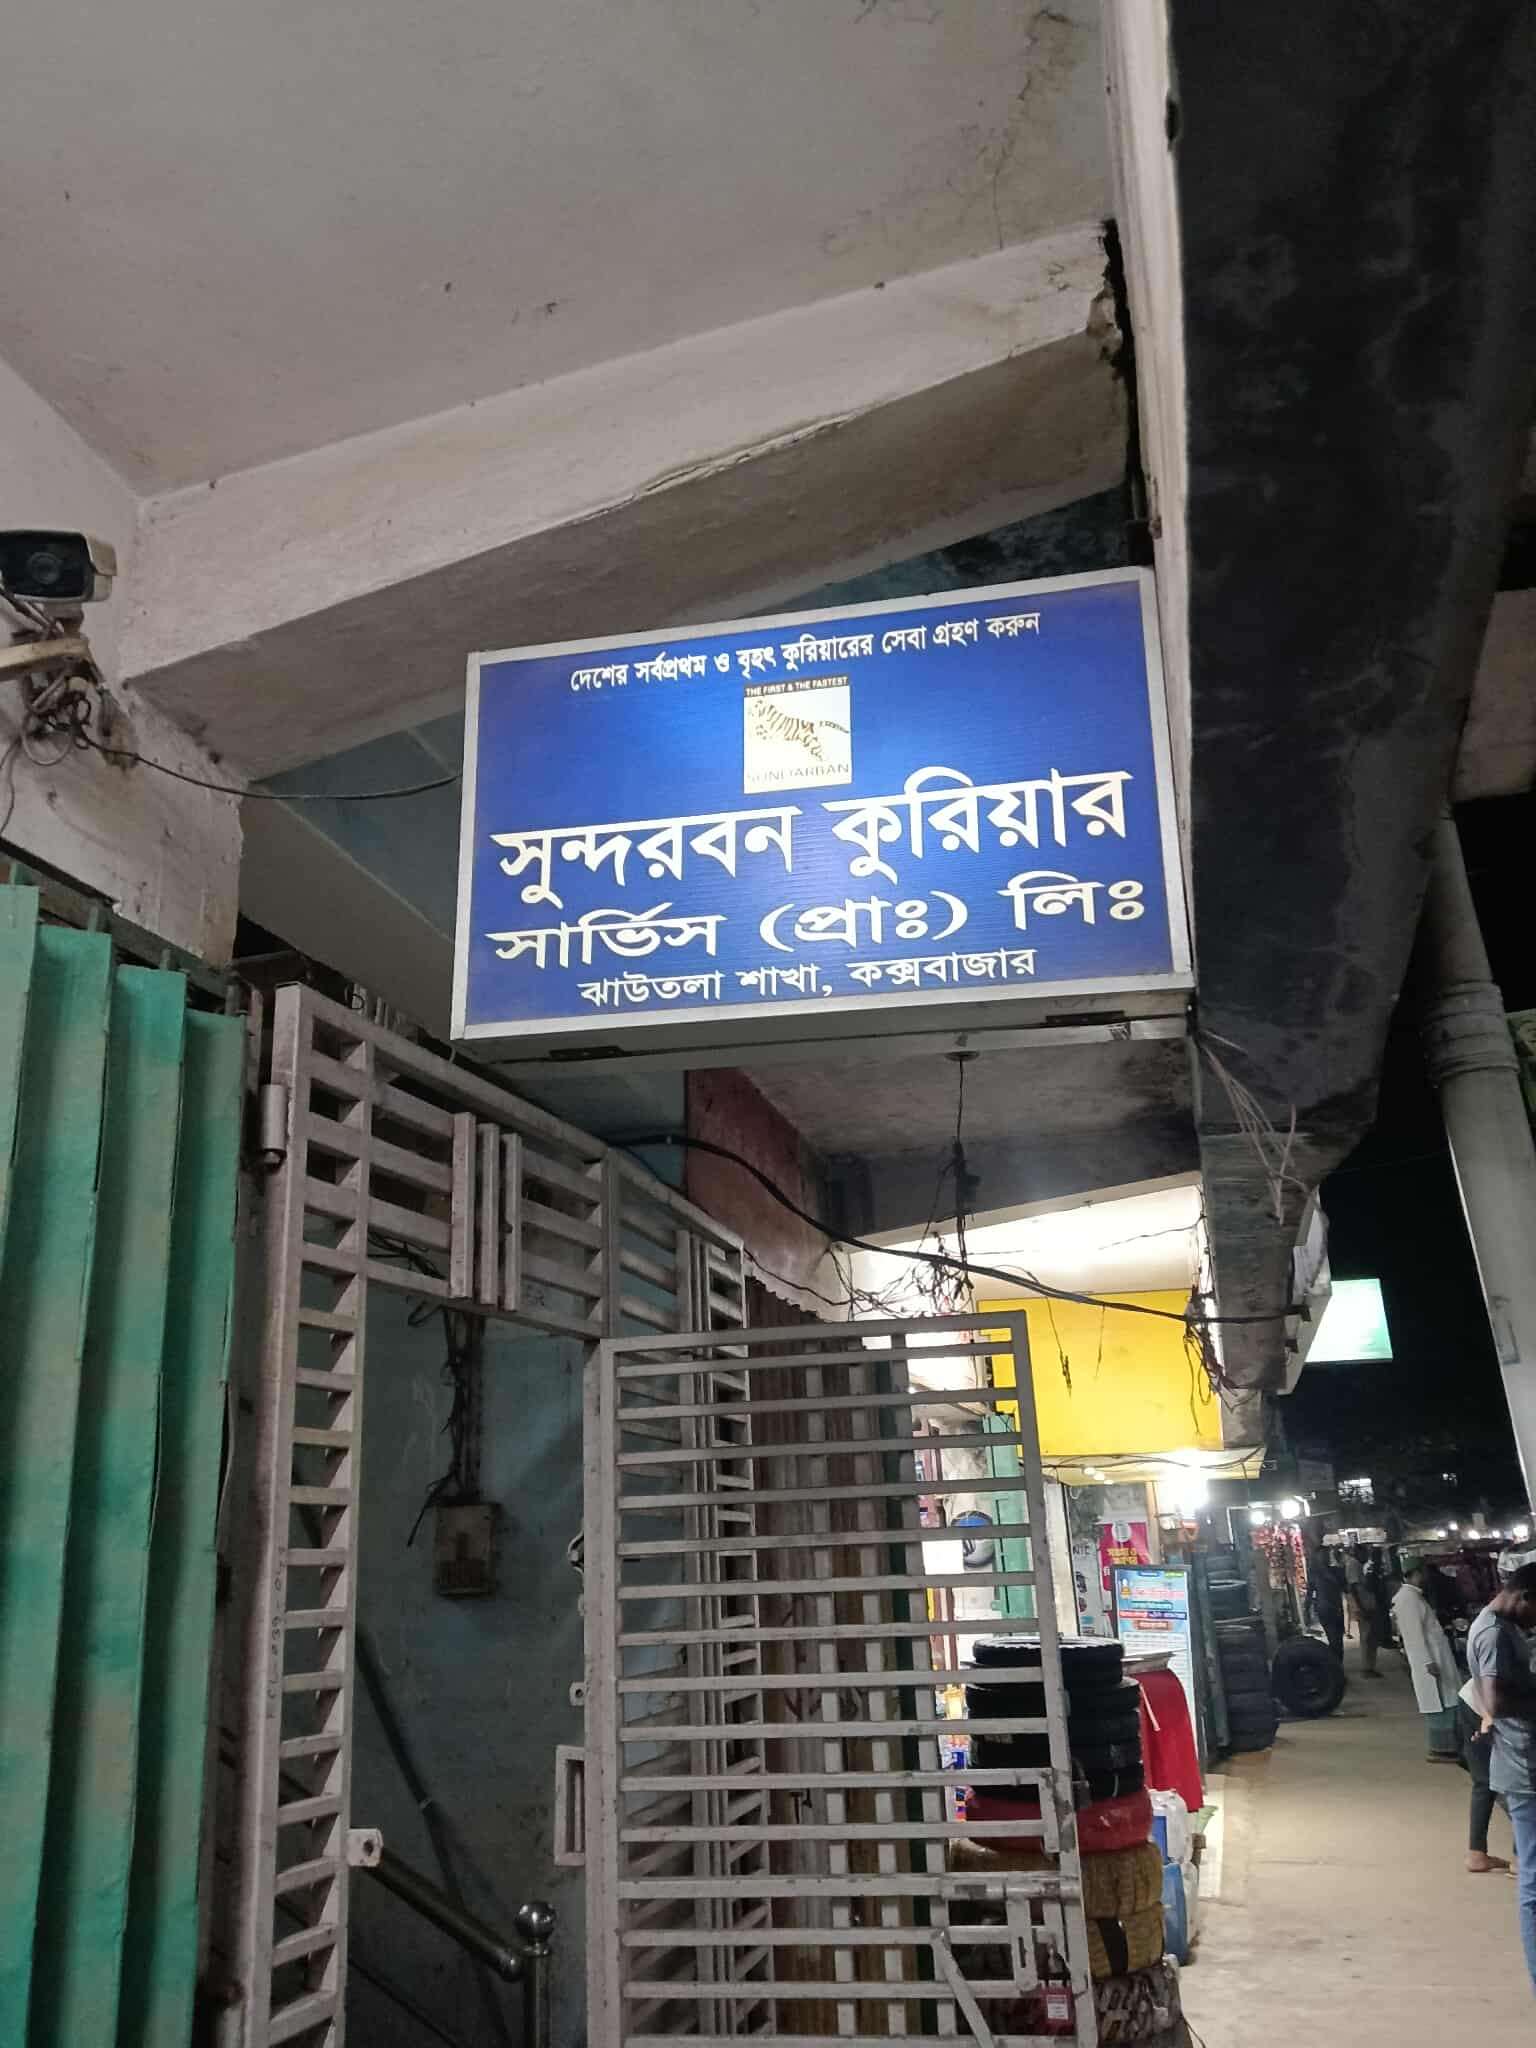 দেশের সর্বপ্রথম ও বৃহৎ কুরিয়ারের সেবা গ্রহণ করুন
THE FIRST & THE FASTEST
SUNDARBAN
সুন্দরবন কুরিয়ার
সার্ভিস (প্রাঃ) লিঃ
ঝাউতলা শাখা, কক্সবাজার